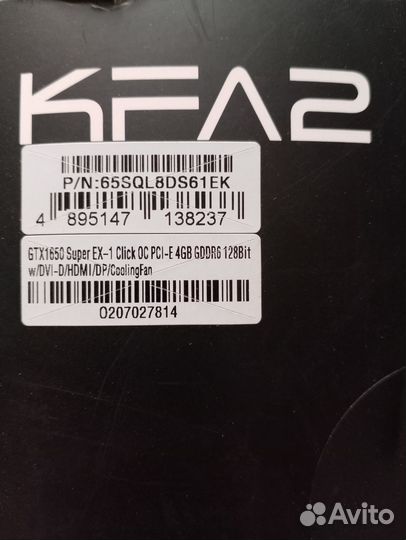 KFA2
P/N:65SQL8DS61EK
4 895147 138237
GTX1650 Super EX-1 Click OC PCI-E 4GB GDDR6 128Bit
w/DVI-D/HDMI/DP/CoolingFan
0207027814
Avito